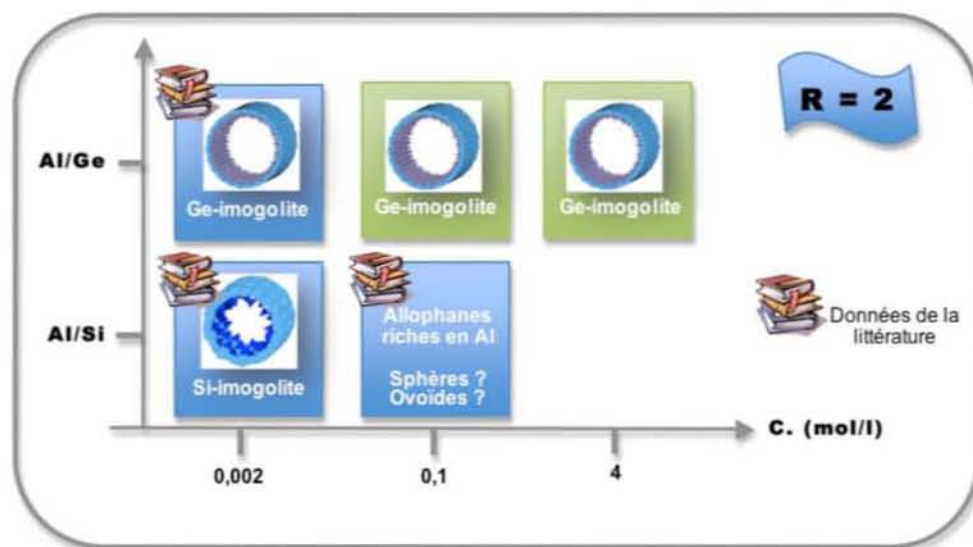 R = 2
Al/Ge
Ge-imogolite
Ge-imogolite
Ge-imogolite
Al/Si
Si-imogolite
Allophanes
riches en Al
Sphères ?
Ovoïdes ?
Données de la
littérature
C. (mol/l)
0,002
0,1
4